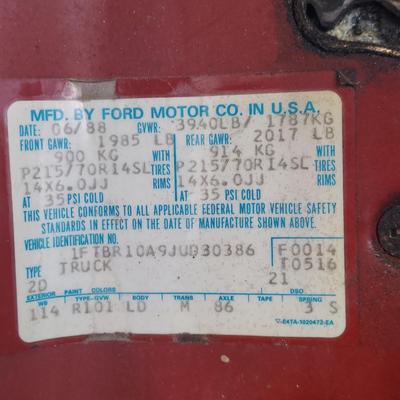 MFD. BY FORD MOTOR CO. IN U.S.A.
DATE: 06/88 GVWR: 3940LB/ 1787KG
FRONT GAWR: 1985 LB REAR GAWR: 2017 LB
900 KG WITH 914 KG WITH
P215/70R14SL TIRES P215/70R14SL TIRES
14X6.0JJ RIMS 14X6.0JJ RIMS
AT 35 PSI COLD AT 35 PSI COLD
THIS VEHICLE CONFORMS TO ALL APPLICABLE FEDERAL MOTOR VEHICLE SAFETY
STANDARDS IN EFFECT ON THE DATE OF MANUFACTURE SHOWN ABOVE.
VEHICLE IDENTIFICATION NO.
1FTBR10A9JUD30386 F0014
TYPE TRUCK T0516
2D 21
EXTERIOR PAINT COLORS DSO
WB TYPE-GVW BODY TRANS AXLE TAPE SPRING
114 R101 LD M 86 3 S
E4TA-1020472-EA